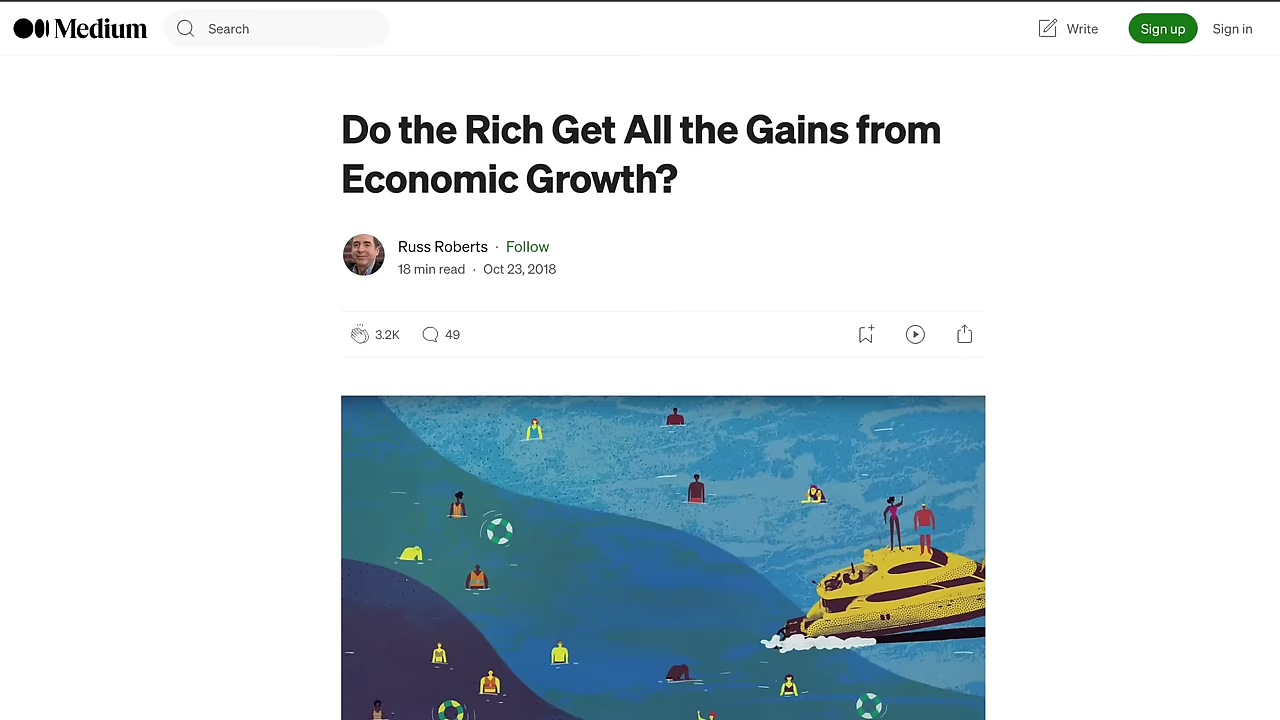 Medium
Search
Write
Sign up
Sign in
Do the Rich Get All the Gains from
Economic Growth?
Russ Roberts · Follow
18 min read · Oct 23, 2018
3.2K
49